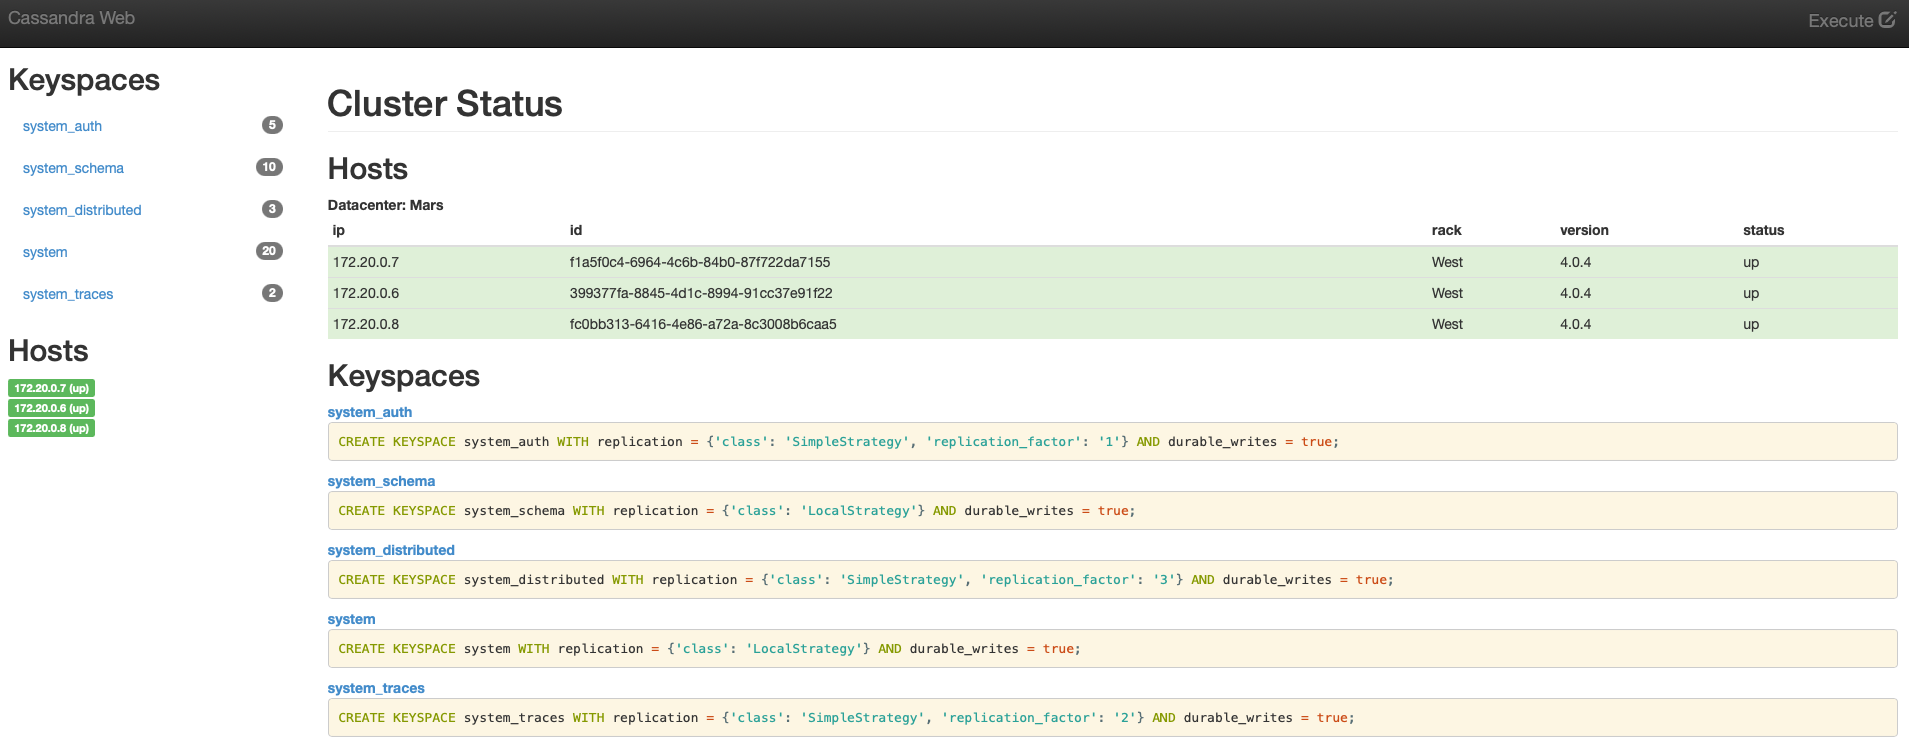 Cassandra Web
Execute
Keyspaces
system_auth 5
system_schema 10
system_distributed 3
system 20
system_traces 2
Hosts
172.20.0.7 (up)
172.20.0.6 (up)
172.20.0.8 (up)
Cluster Status
Hosts
Datacenter: Mars
ip id rack version status
172.20.0.7 f1a5f0c4-6964-4c6b-84b0-87f722da7155 West 4.0.4 up
172.20.0.6 399377fa-8845-4d1c-8994-91cc37e91f22 West 4.0.4 up
172.20.0.8 fc0bb313-6416-4e86-a72a-8c3008b6caa5 West 4.0.4 up
Keyspaces
system_auth
CREATE KEYSPACE system_auth WITH replication = {'class': 'SimpleStrategy', 'replication_factor': '1'} AND durable_writes = true;
system_schema
CREATE KEYSPACE system_schema WITH replication = {'class': 'LocalStrategy'} AND durable_writes = true;
system_distributed
CREATE KEYSPACE system_distributed WITH replication = {'class': 'SimpleStrategy', 'replication_factor': '3'} AND durable_writes = true;
system
CREATE KEYSPACE system WITH replication = {'class': 'LocalStrategy'} AND durable_writes = true;
system_traces
CREATE KEYSPACE system_traces WITH replication = {'class': 'SimpleStrategy', 'replication_factor': '2'} AND durable_writes = true;